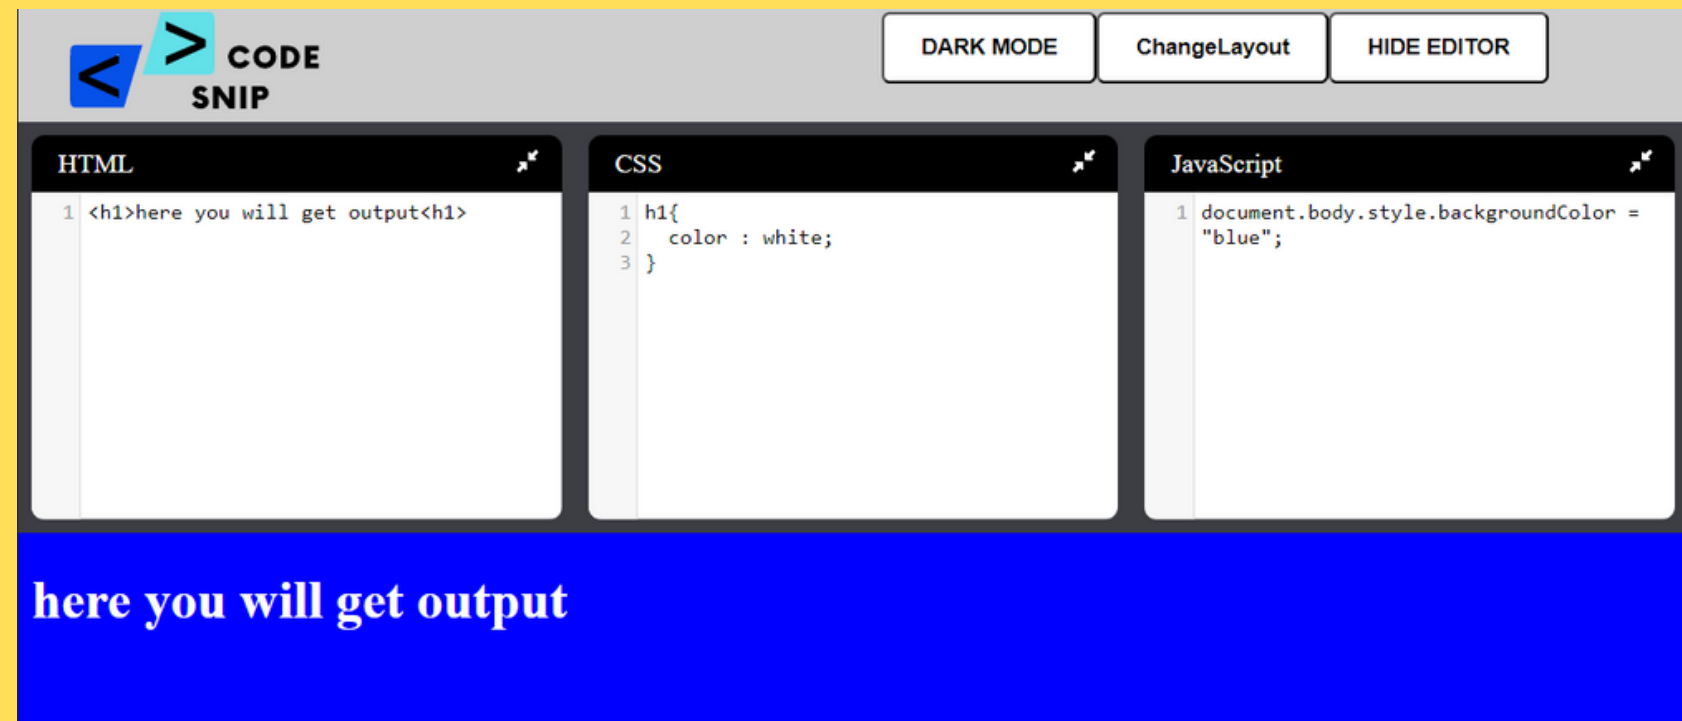 < > CODE
SNIP
DARK MODE ChangeLayout HIDE EDITOR
HTML
1 <h1>here you will get output<h1>
CSS
1 h1{
2 color : white;
3 }
JavaScript
1 document.body.style.backgroundColor =
"blue";
here you will get output